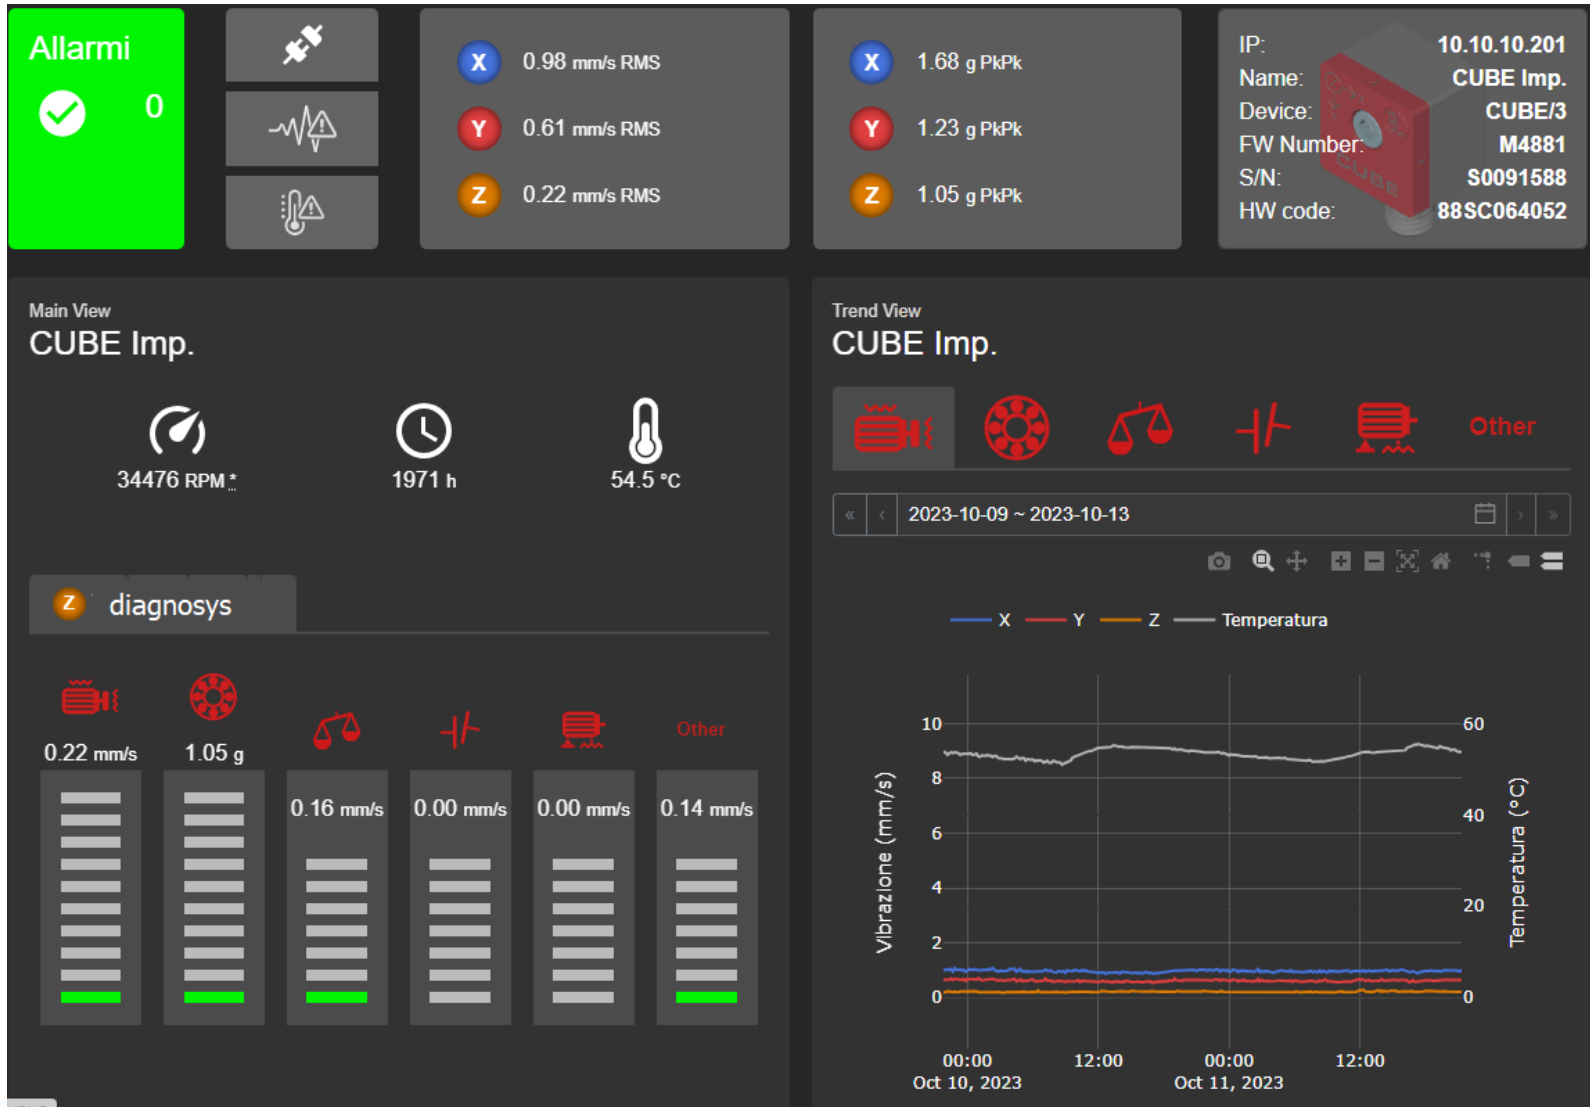 Allarmi
0
X 0.98 mm/s RMS
Y 0.61 mm/s RMS
Z 0.22 mm/s RMS
X 1.68 g PkPk
Y 1.23 g PkPk
Z 1.05 g PkPk
IP: 10.10.10.201
Name: CUBE Imp.
Device: CUBE/3
FW Number: M4881
S/N: S0091588
HW code: 88SC064052
CUBE
Main View
CUBE Imp.
34476 RPM *
1971 h
54.5 °C
Z diagnosys
Other
0.22 mm/s
1.05 g
0.16 mm/s
0.00 mm/s
0.00 mm/s
0.14 mm/s
Trend View
CUBE Imp.
Other
« ‹ 2023-10-09 ~ 2023-10-13 › »
X Y Z Temperatura
10
8
6
4
2
0
Vibrazione (mm/s)
60
40
20
0
Temperatura (°C)
00:00 12:00 00:00 12:00
Oct 10, 2023 Oct 11, 2023